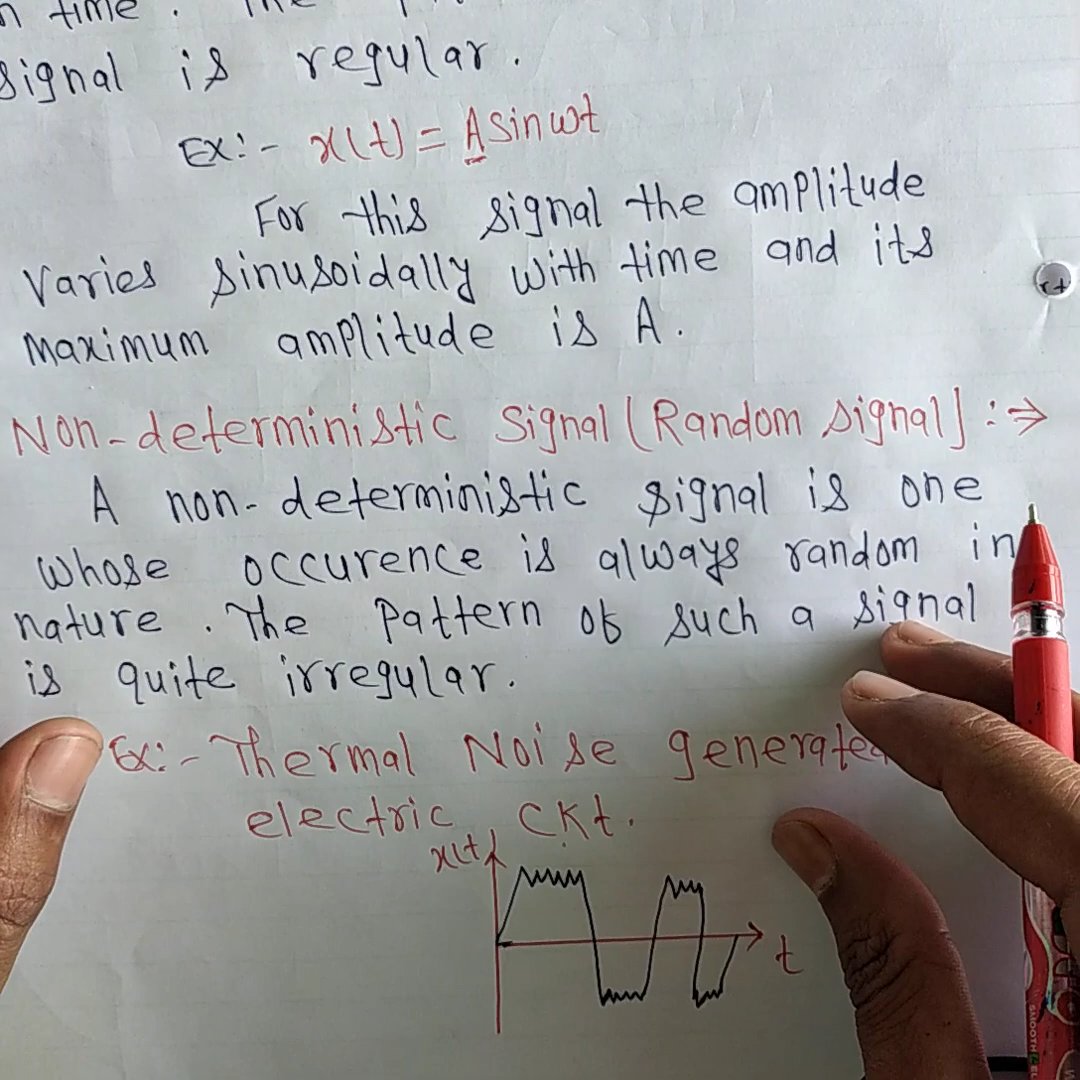 n time. The
signal is regular.
Ex:- x(t) = A sin wt
For this signal the amplitude
varies sinusoidally with time and its
maximum amplitude is A.
Non-deterministic Signal (Random signal] :⇒
A non-deterministic signal is one
whose occurence is always random in
nature. The pattern of such a signal
is quite irregular.
Ex:- Thermal Noise generated
electric CKt.
x(t)
t